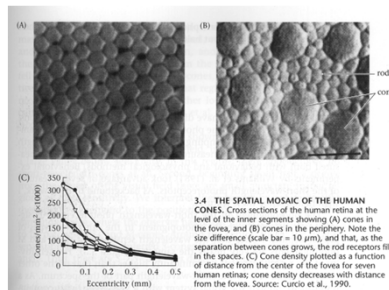 (A)
(B)
rod
cor
(C)
350
300
250
200
150
100
50
0
Cones/mm² (×1000)
0.1 0.2 0.3 0.4 0.5
Eccentricity (mm)
3.4 THE SPATIAL MOSAIC OF THE HUMAN
CONES. Cross sections of the human retina at the
level of the inner segments showing (A) cones in
the fovea, and (B) cones in the periphery. Note the
size difference (scale bar = 10 μm), and that, as the
separation between cones grows, the rod receptors fil
in the spaces. (C) Cone density plotted as a function
of distance from the center of the fovea for seven
human retinas; cone density decreases with distance
from the fovea. Source: Curcio et al., 1990.